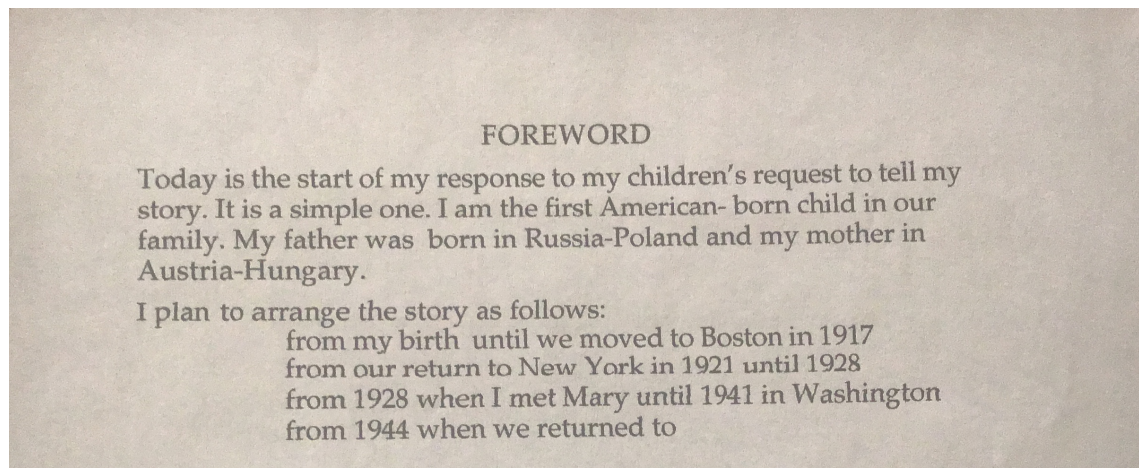 FOREWORD
Today is the start of my response to my children's request to tell my
story. It is a simple one. I am the first American- born child in our
family. My father was  born in Russia-Poland and my mother in
Austria-Hungary.
I plan to arrange the story as follows:
from my birth  until we moved to Boston in 1917
from our return to New York in 1921 until 1928
from 1928 when I met Mary until 1941 in Washington
from 1944 when we returned to